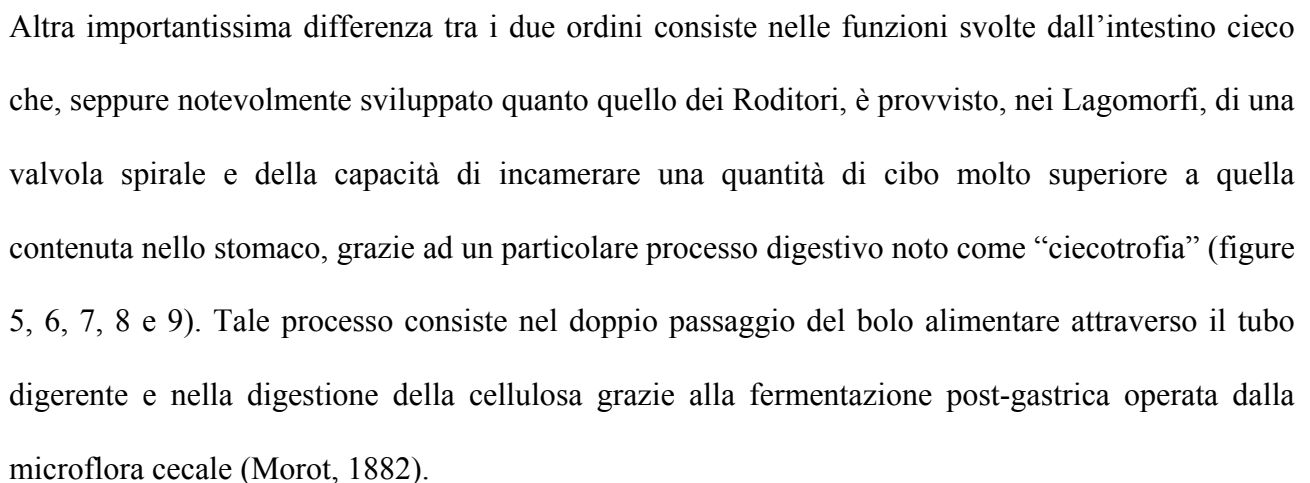 Altra importantissima differenza tra i due ordini consiste nelle funzioni svolte dall’intestino cieco
che, seppure notevolmente sviluppato quanto quello dei Roditori, è provvisto, nei Lagomorfi, di una
valvola spirale e della capacità di incamerare una quantità di cibo molto superiore a quella
contenuta nello stomaco, grazie ad un particolare processo digestivo noto come “ciecotrofia” (figure
5, 6, 7, 8 e 9). Tale processo consiste nel doppio passaggio del bolo alimentare attraverso il tubo
digerente e nella digestione della cellulosa grazie alla fermentazione post-gastrica operata dalla
microflora cecale (Morot, 1882).